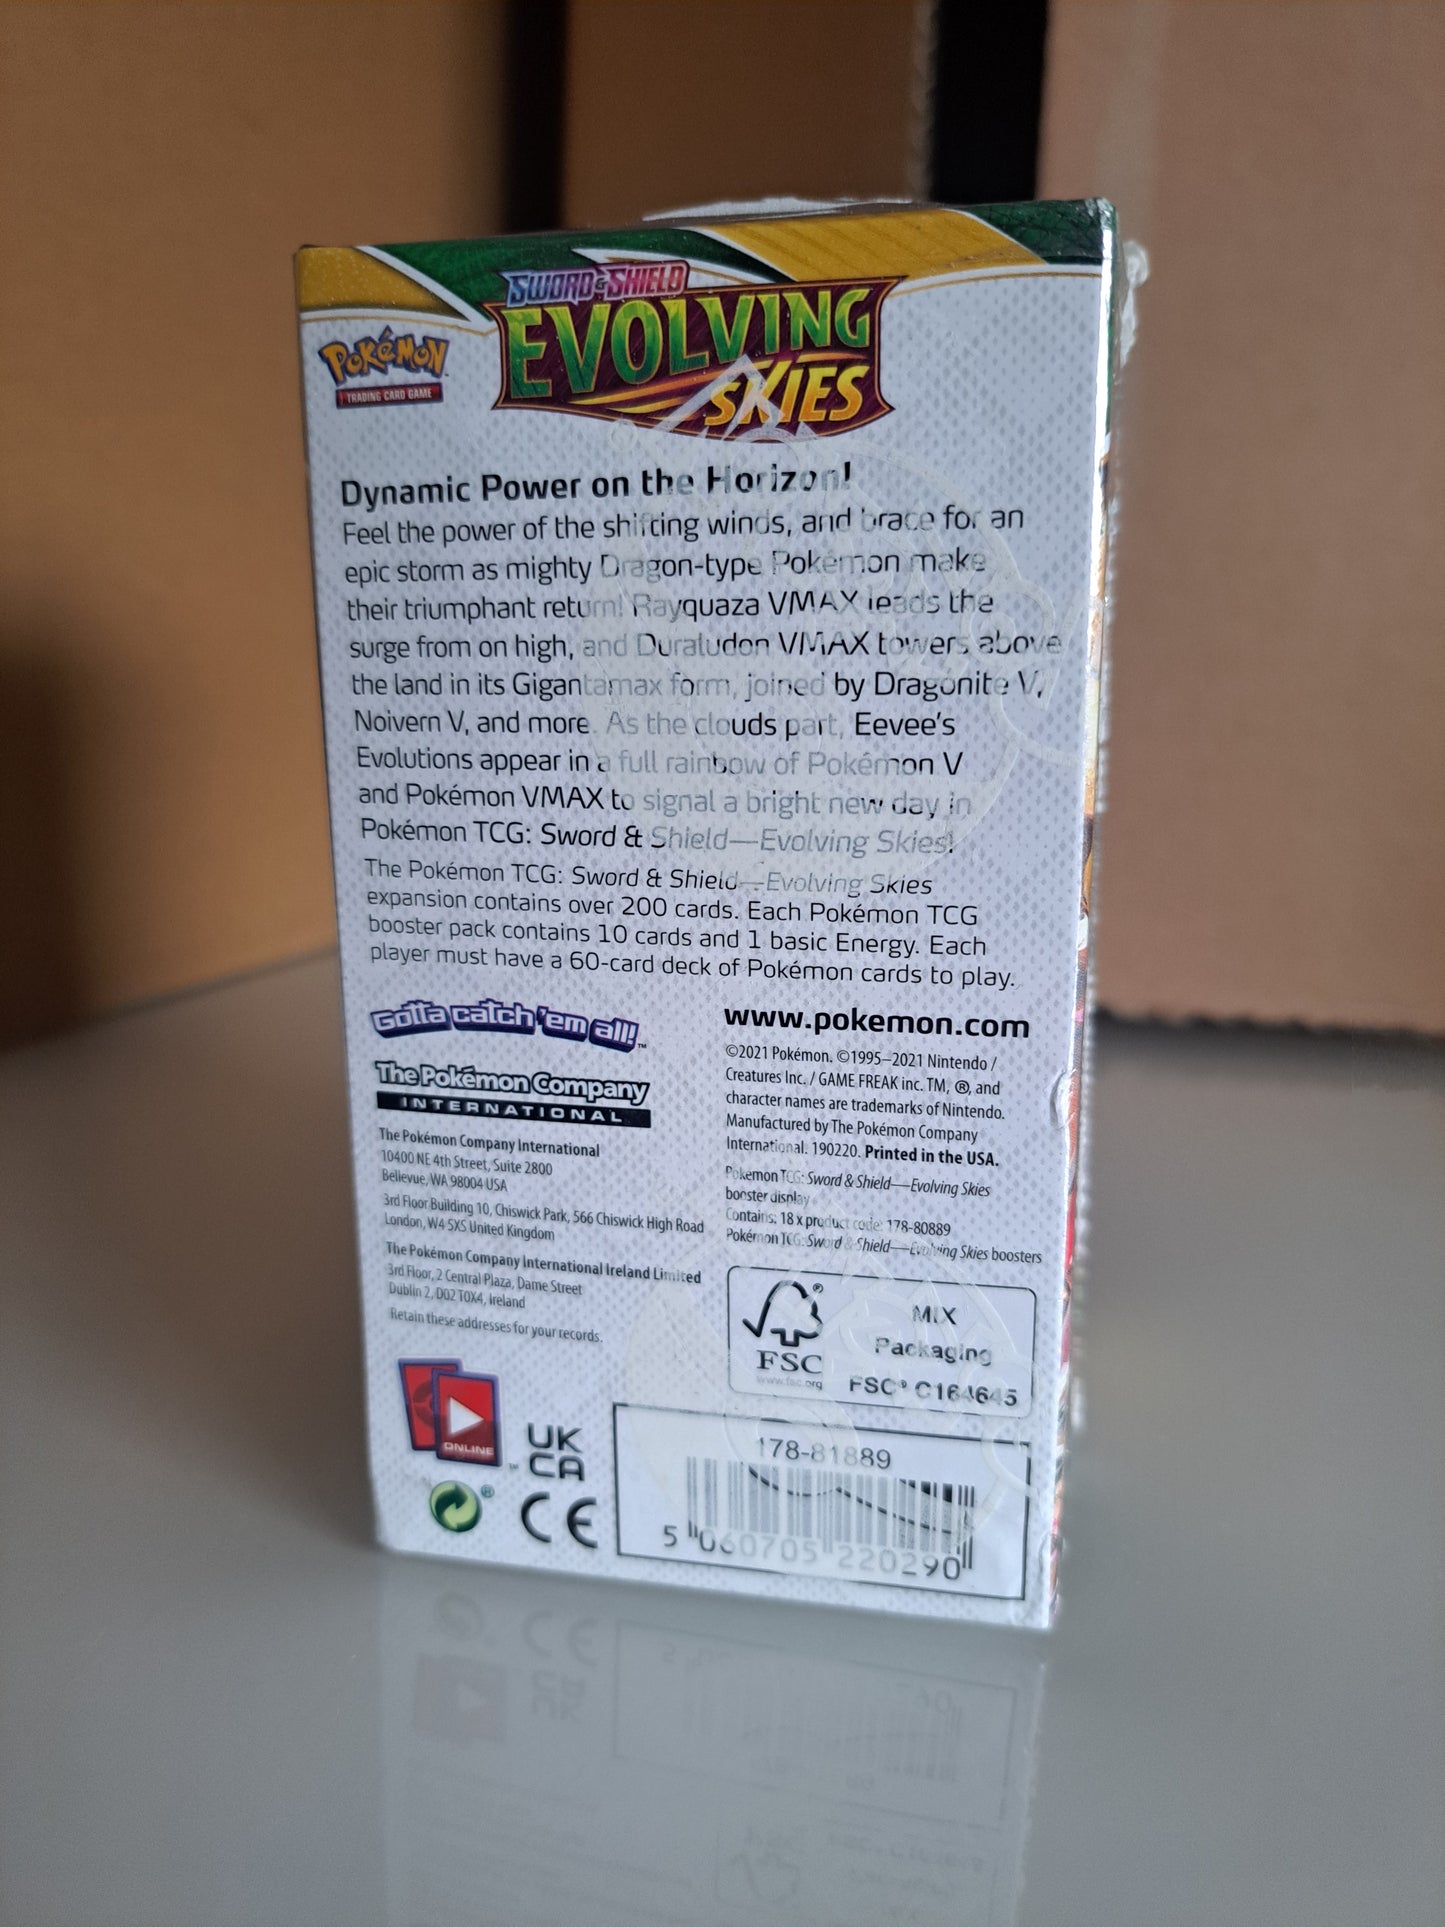 SWORD & SHIELD
EVOLVING
SKIES
POKéMON
TRADING CARD GAME
Dynamic Power on the Horizon!
Feel the power of the shifting winds, and brace for an
epic storm as mighty Dragon-type Pokémon make
their triumphant return! Rayquaza VMAX leads the
surge from on high, and Duraludon VMAX towers above
the land in its Gigantamax form, joined by Dragonite V,
Noivern V, and more. As the clouds part, Eevee's
Evolutions appear in a full rainbow of Pokémon V
and Pokémon VMAX to signal a bright new day in
Pokémon TCG: Sword & Shield—Evolving Skies!
The Pokémon TCG: Sword & Shield—Evolving Skies
expansion contains over 200 cards. Each Pokémon TCG
booster pack contains 10 cards and 1 basic Energy. Each
player must have a 60-card deck of Pokémon cards to play.
Gotta catch 'em all!™
The Pokémon Company
INTERNATIONAL
The Pokémon Company International
10400 NE 4th Street, Suite 2800
Bellevue, WA 98004 USA
3rd Floor Building 10, Chiswick Park, 566 Chiswick High Road
London, W4 5XS United Kingdom
The Pokémon Company International Ireland Limited
3rd Floor, 2 Central Plaza, Dame Street
Dublin 2, D02 T0X4, Ireland
Retain these addresses for your records.
www.pokemon.com
©2021 Pokémon. ©1995–2021 Nintendo /
Creatures Inc. / GAME FREAK inc. TM, ®, and
character names are trademarks of Nintendo.
Manufactured by The Pokémon Company
International. 190220. Printed in the USA.
Pokémon TCG: Sword & Shield—Evolving Skies
booster display
Contains: 18 x product code: 178-80889
Pokémon TCG: Sword & Shield—Evolving Skies boosters
FSC®
www.fsc.org
MIX
Packaging
FSC® C164645
ONLINE™
UK
CA
®
CE
178-81889
5 060705 220290